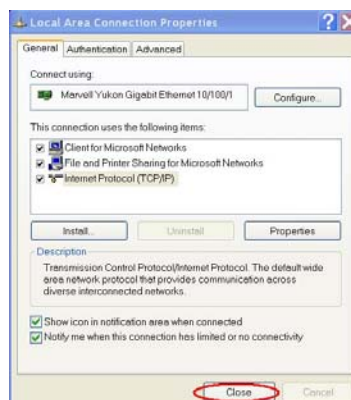 Local Area Connection Properties
General Authentication Advanced
Connect using:
Marvell Yukon Gigabit Ethernet 10/100/1
Configure...
This connection uses the following items:
Client for Microsoft Networks
File and Printer Sharing for Microsoft Networks
Internet Protocol (TCP/IP)
Install... Uninstall Properties
Description
Transmission Control Protocol/Internet Protocol. The default wide
area network protocol that provides communication across
diverse interconnected networks.
Show icon in notification area when connected
Notify me when this connection has limited or no connectivity
Close Cancel